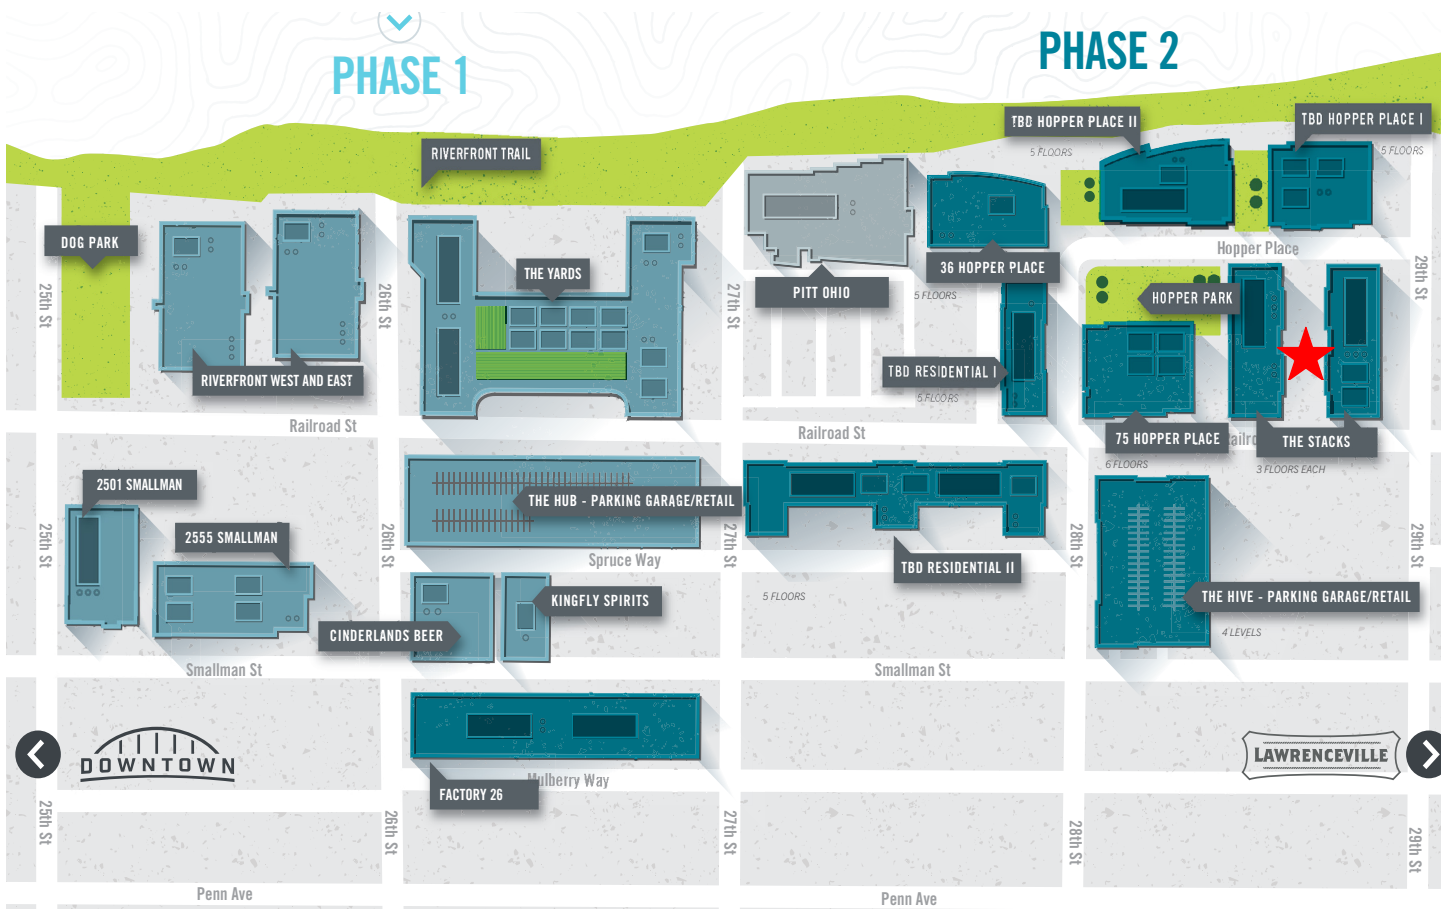 PHASE 1
PHASE 2
TBD HOPPER PLACE II
5 FLOORS
TBD HOPPER PLACE I
5 FLOORS
RIVERFRONT TRAIL
DOG PARK
THE YARDS
Hopper Place
36 HOPPER PLACE
PITT OHIO
5 FLOORS
HOPPER PARK
25th St
26th St
27th St
29th St
RIVERFRONT WEST AND EAST
TBD RESIDENTIAL I
5 FLOORS
Railroad St
Railroad St
75 HOPPER PLACE
Railro
THE STACKS
6 FLOORS
3 FLOORS EACH
2501 SMALLMAN
THE HUB - PARKING GARAGE/RETAIL
2555 SMALLMAN
25th St
26th St
27th St
28th St
29th St
Spruce Way
TBD RESIDENTIAL II
5 FLOORS
KINGFLY SPIRITS
THE HIVE - PARKING GARAGE/RETAIL
CINDERLANDS BEER
4 LEVELS
Smallman St
Smallman St
DOWNTOWN
LAWRENCEVILLE
Mulberry Way
FACTORY 26
25th St
26th St
27th St
28th St
29th St
Penn Ave
Penn Ave